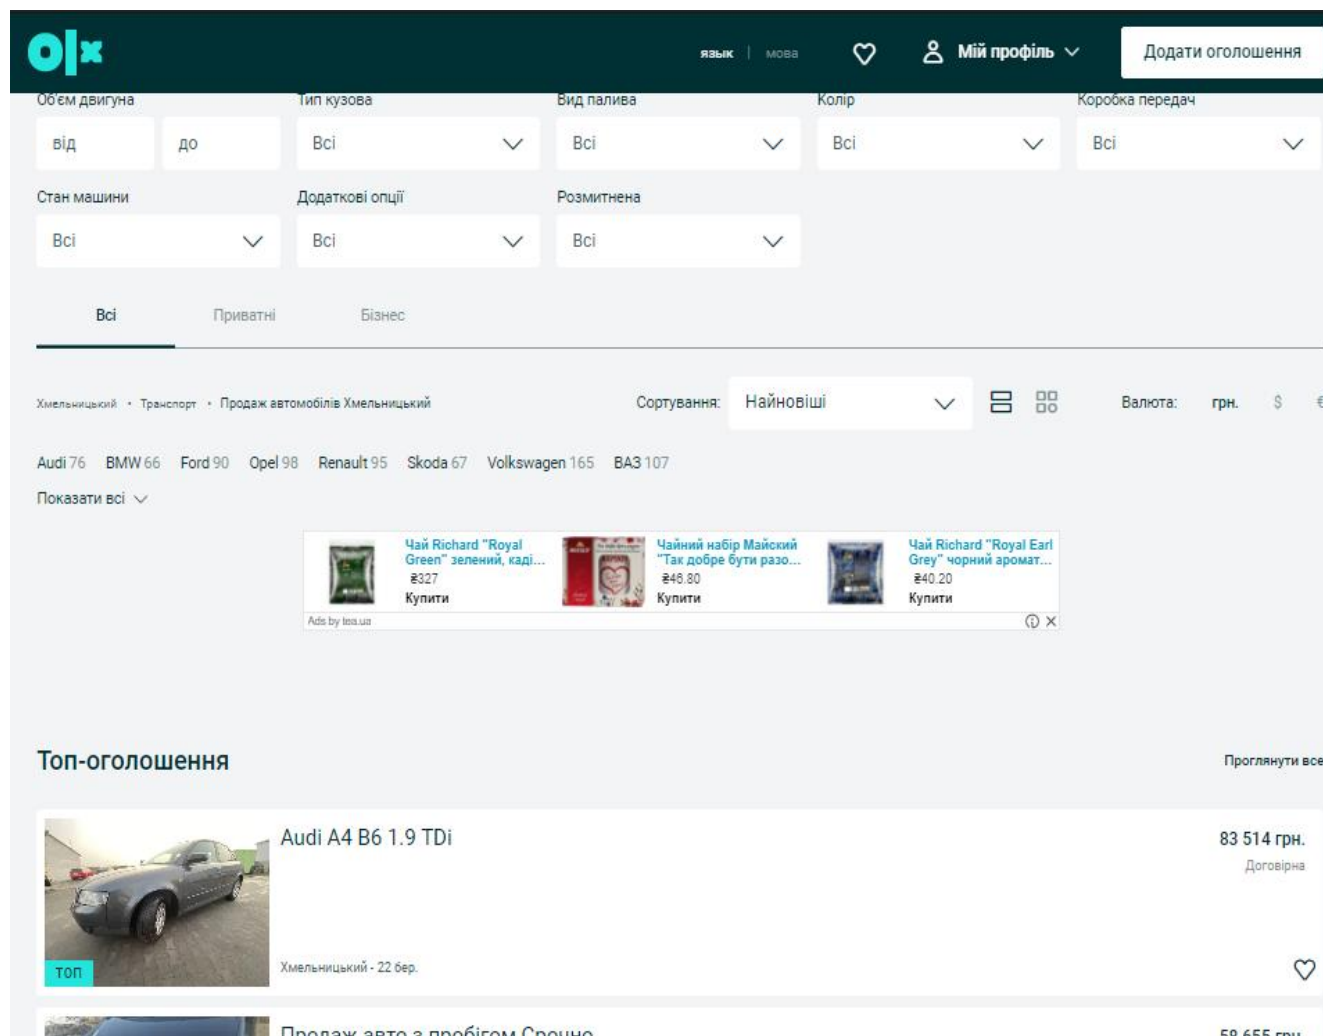 olx
язык | мова
Мій профіль
Додати оголошення
Об'єм двигуна Тип кузова Вид палива Колір Коробка передач
від до Всі Всі Всі Всі
Стан машини Додаткові опції Розмитнена
Всі Всі Всі
Всі Приватні Бізнес
Хмельницький • Транспорт • Продаж автомобілів Хмельницький
Сортування: Найновіші
Валюта: грн. $ €
Audi 76 BMW 66 Ford 90 Opel 98 Renault 95 Skoda 67 Volkswagen 165 ВАЗ 107
Показати всі
Чай Richard "Royal
Green" зелений, каді...
₴327
Купити
Чайний набір Майский
"Так добре бути разо...
₴46.80
Купити
Чай Richard "Royal Earl
Grey" чорний аромат...
₴40.20
Купити
Ads by tea.ua
Топ-оголошення
Проглянути все
Audi A4 B6 1.9 TDi
83 514 грн.
Договірна
ТОП
Хмельницький - 22 бер.
Продаж авто з пробігом Срочно
58 655 грн.